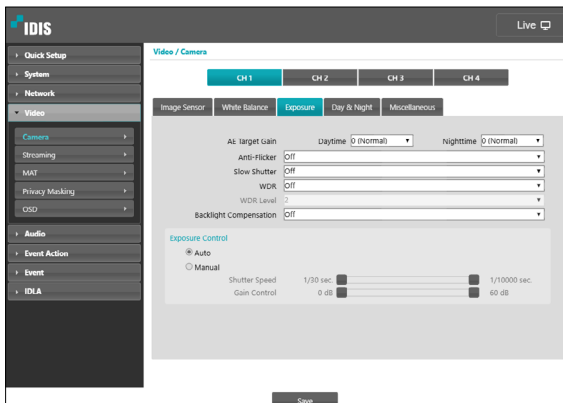 IDIS
Live
Quick Setup
System
Network
Video
Camera
Streaming
MAT
Privacy Masking
OSD
Audio
Event Action
Event
IDLA
Video / Camera
CH 1 CH 2 CH 3 CH 4
Image Sensor White Balance Exposure Day & Night Miscellaneous
AE Target Gain Daytime 0 (Normal) Nighttime 0 (Normal)
Anti-Flicker Off
Slow Shutter Off
WDR Off
WDR Level 2
Backlight Compensation Off
Exposure Control
Auto
Manual
Shutter Speed 1/30 sec. 1/10000 sec.
Gain Control 0 dB 60 dB
Save